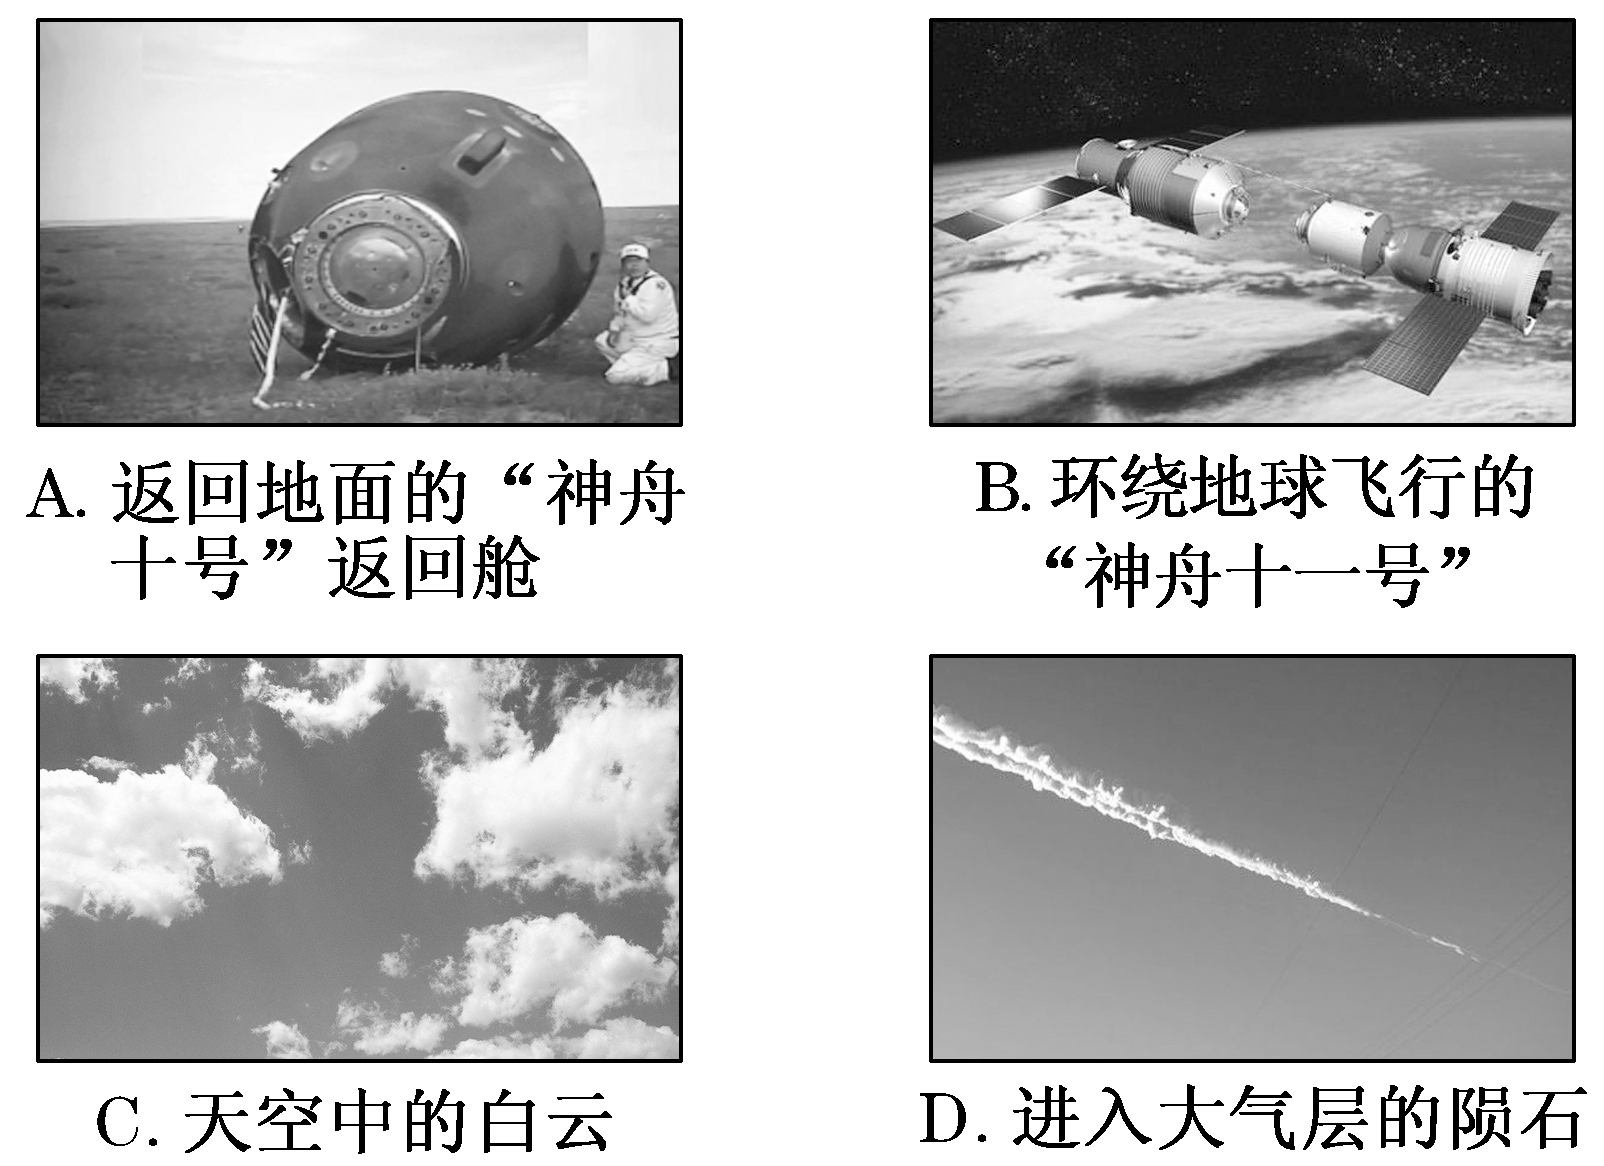 A. 返回地面的“神舟
十号”返回舱
B. 环绕地球飞行的
“神舟十一号”
C. 天空中的白云
D. 进入大气层的陨石